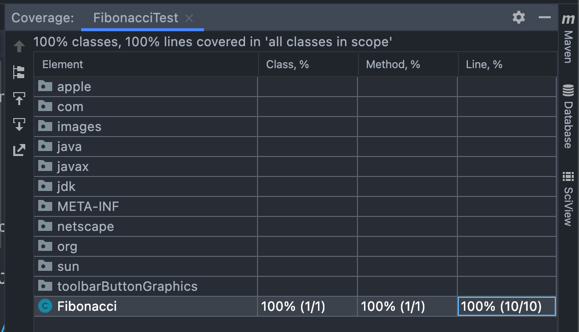 Coverage: FibonacciTest
100% classes, 100% lines covered in 'all classes in scope'
Element Class, % Method, % Line, %
apple
com
images
java
javax
jdk
META-INF
netscape
org
sun
toolbarButtonGraphics
C Fibonacci 100% (1/1) 100% (1/1) 100% (10/10)
m Maven
Database
SciView